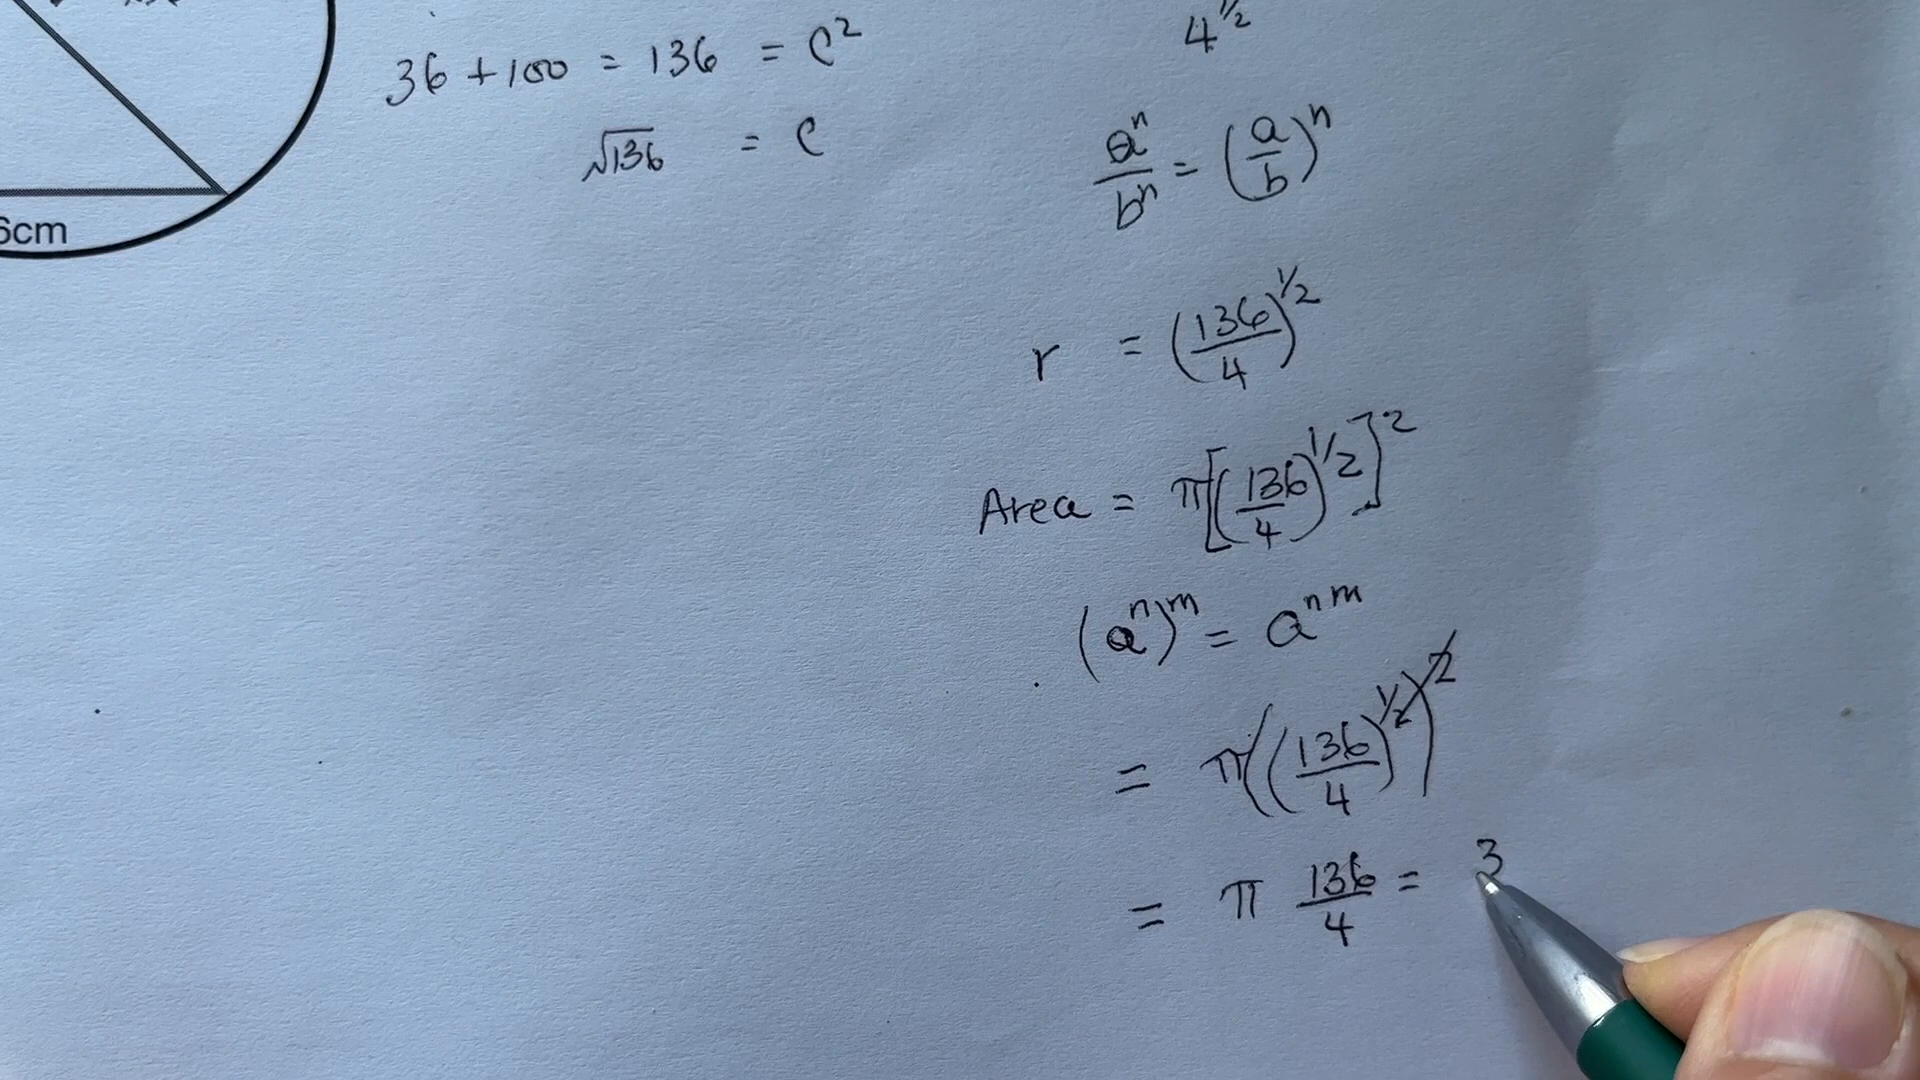 36 + 100 = 136 = c²
√136 = c
6cm
4^½
aⁿ/bⁿ = (a/b)ⁿ
r = (136/4)^½
Area = π[(136/4)^½]²
(aⁿ)ᵐ = aⁿᵐ
= π((136/4)^½)²
= π 136/4 = 3